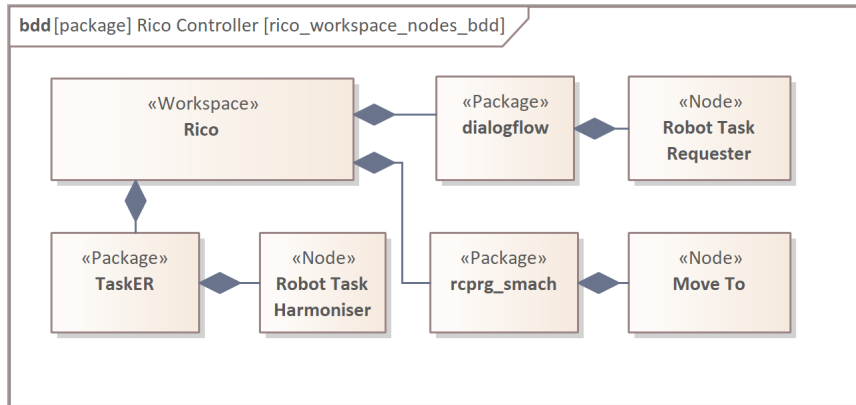 bdd [package] Rico Controller [rico_workspace_nodes_bdd]
«Workspace»
Rico
«Package»
dialogflow
«Node»
Robot Task
Requester
«Package»
TaskER
«Node»
Robot Task
Harmoniser
«Package»
rcprg_smach
«Node»
Move To